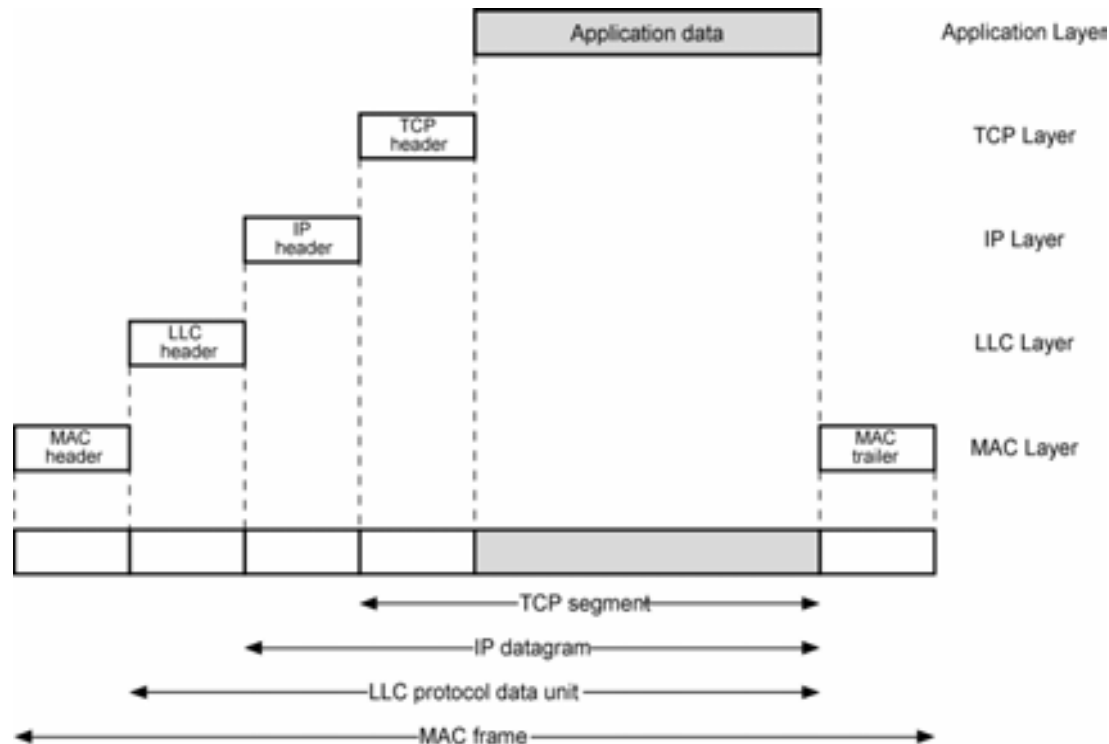 Application data
Application Layer
TCP
header
TCP Layer
IP
header
IP Layer
LLC
header
LLC Layer
MAC
header
MAC
trailer
MAC Layer
TCP segment
IP datagram
LLC protocol data unit
MAC frame